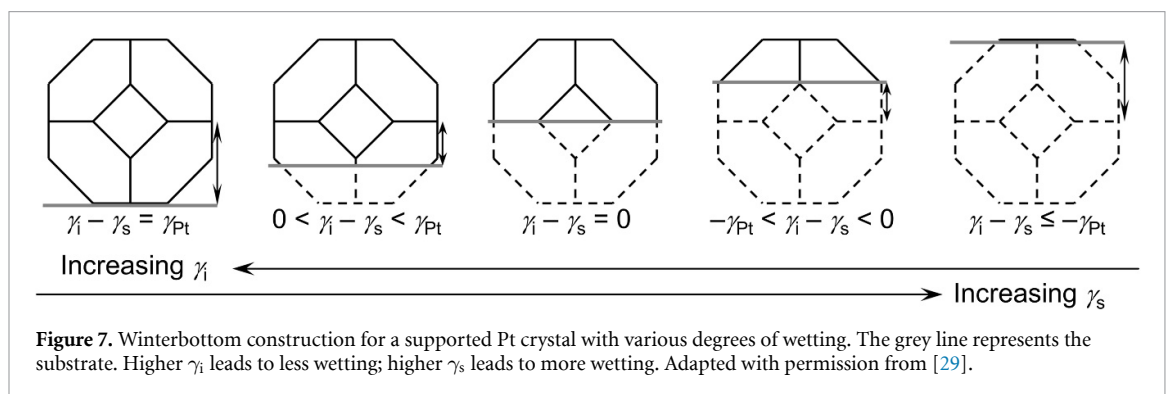 γi − γs = γPt
0 < γi − γs < γPt
γi − γs = 0
−γPt < γi − γs < 0
γi − γs ≤ −γPt
Increasing γi
Increasing γs
Figure 7. Winterbottom construction for a supported Pt crystal with various degrees of wetting. The grey line represents the
substrate. Higher γi leads to less wetting; higher γs leads to more wetting. Adapted with permission from [29].